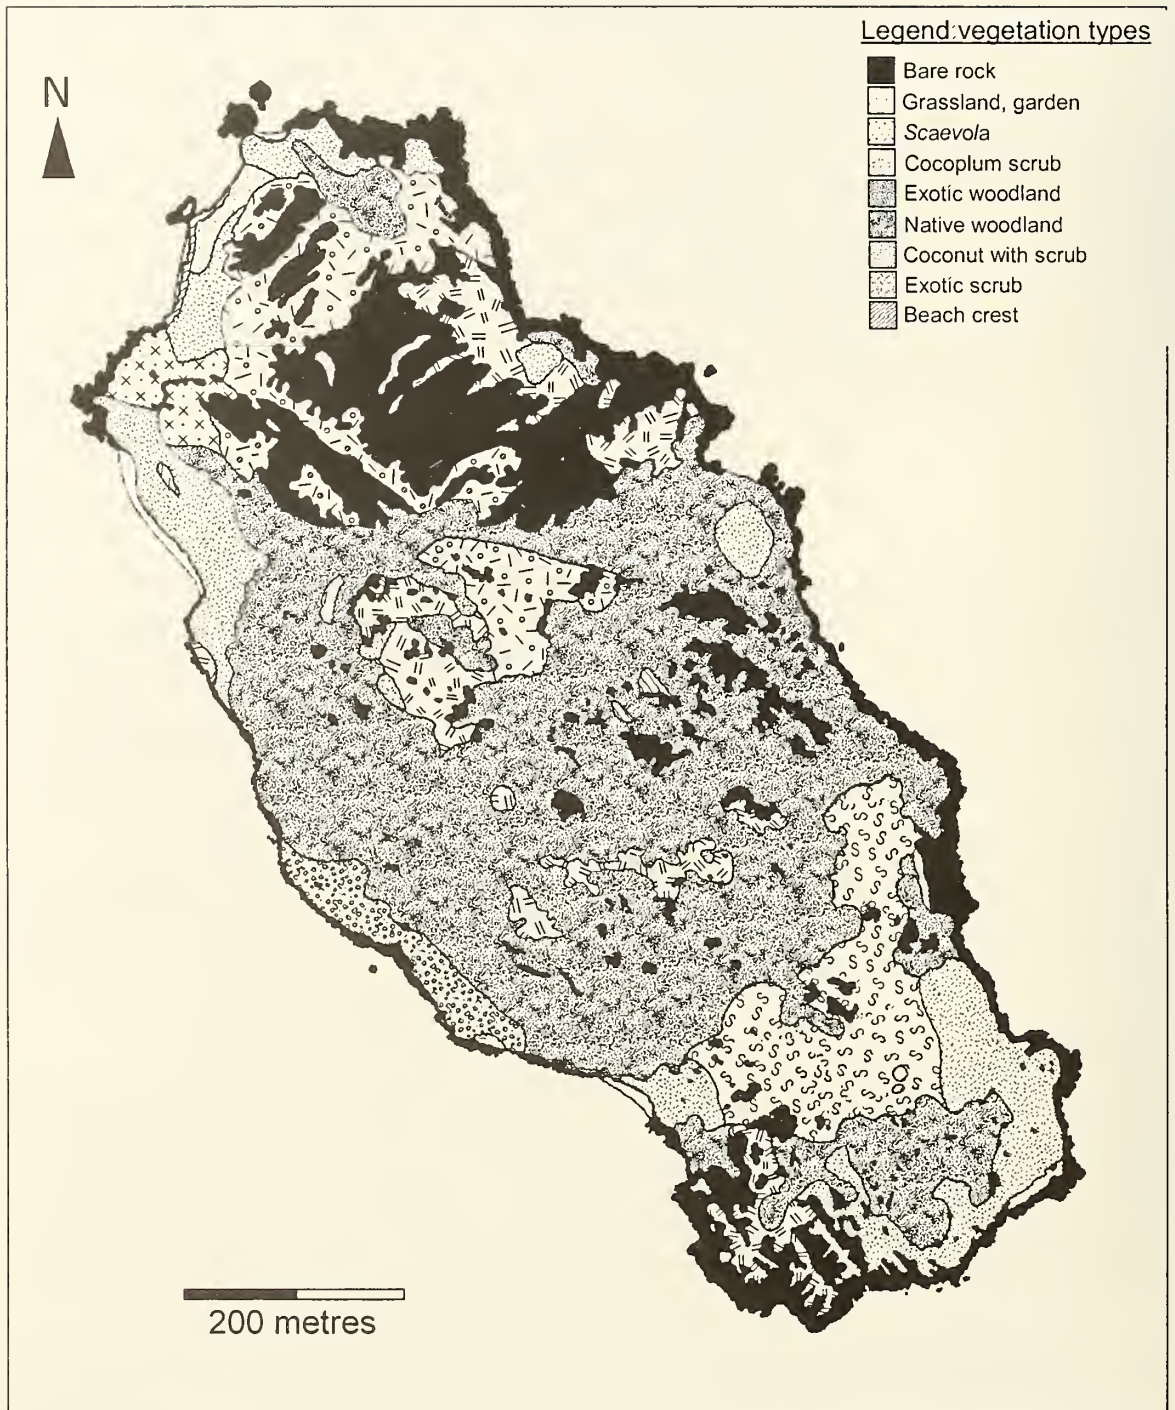 Legend:vegetation types
N
Bare rock
Grassland, garden
Scaevola
Cocoplum scrub
Exotic woodland
Native woodland
Coconut with scrub
Exotic scrub
Beach crest
200 metres